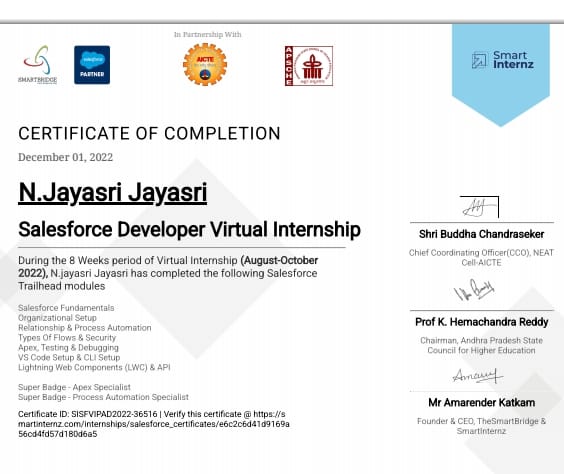 In Partnership With
SMARTBRIDGE
salesforce
PARTNER
AICTE
APSCHE
Smart
Internz
CERTIFICATE OF COMPLETION
December 01, 2022
N.Jayasri Jayasri
Salesforce Developer Virtual Internship
During the 8 Weeks period of Virtual Internship (August-October
2022), N.jayasri Jayasri has completed the following Salesforce
Trailhead modules
Salesforce Fundamentals
Organizational Setup
Relationship & Process Automation
Types Of Flows & Security
Apex, Testing & Debugging
VS Code Setup & CLI Setup
Lightning Web Components (LWC) & API
Super Badge - Apex Specialist
Super Badge - Process Automation Specialist
Certificate ID: SISFVIPAD2022-36516 | Verify this certificate @ https://s
martinternz.com/internships/salesforce_certificates/e6c2c6d41d9169a
56cd4fd57d180d6a5
Shri Buddha Chandraseker
Chief Coordinating Officer(CCO), NEAT
Cell-AICTE
Prof K. Hemachandra Reddy
Chairman, Andhra Pradesh State
Council for Higher Education
Amaren
Mr Amarender Katkam
Founder & CEO, TheSmartBridge &
SmartInternz